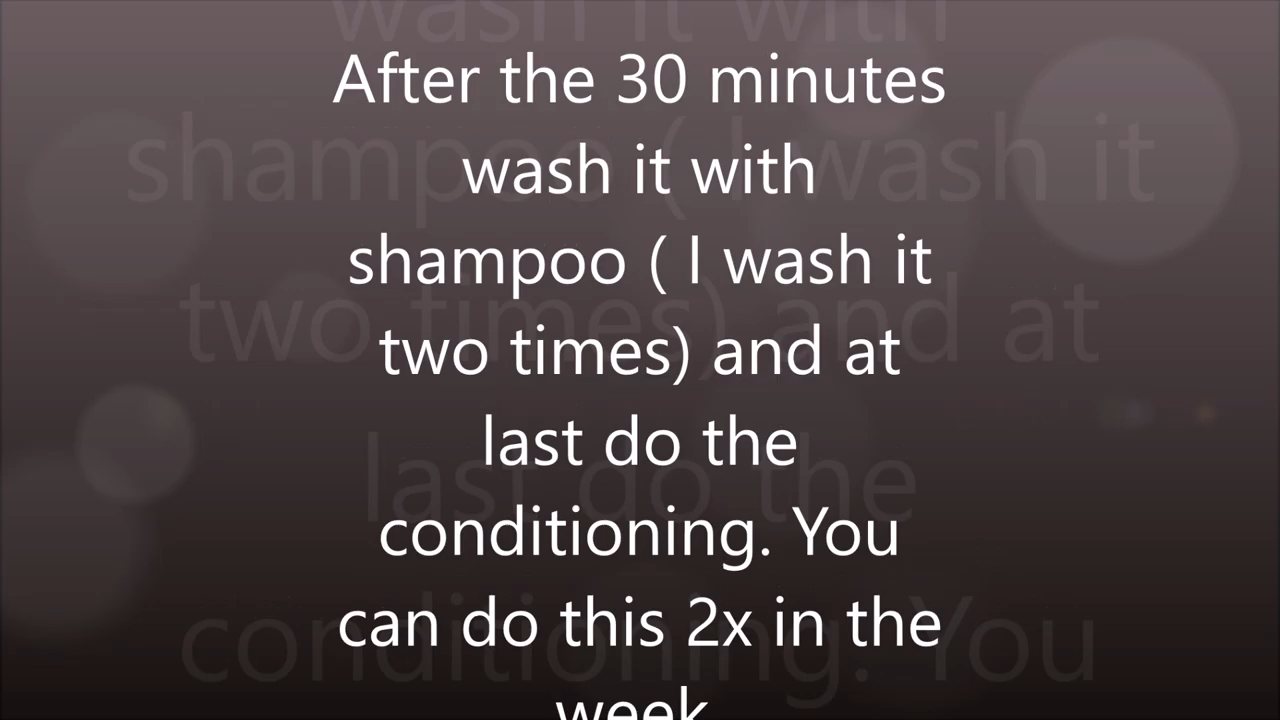 After the 30 minutes
wash it with
shampoo ( I wash it
two times) and at
last do the
conditioning. You
can do this 2x in the
week